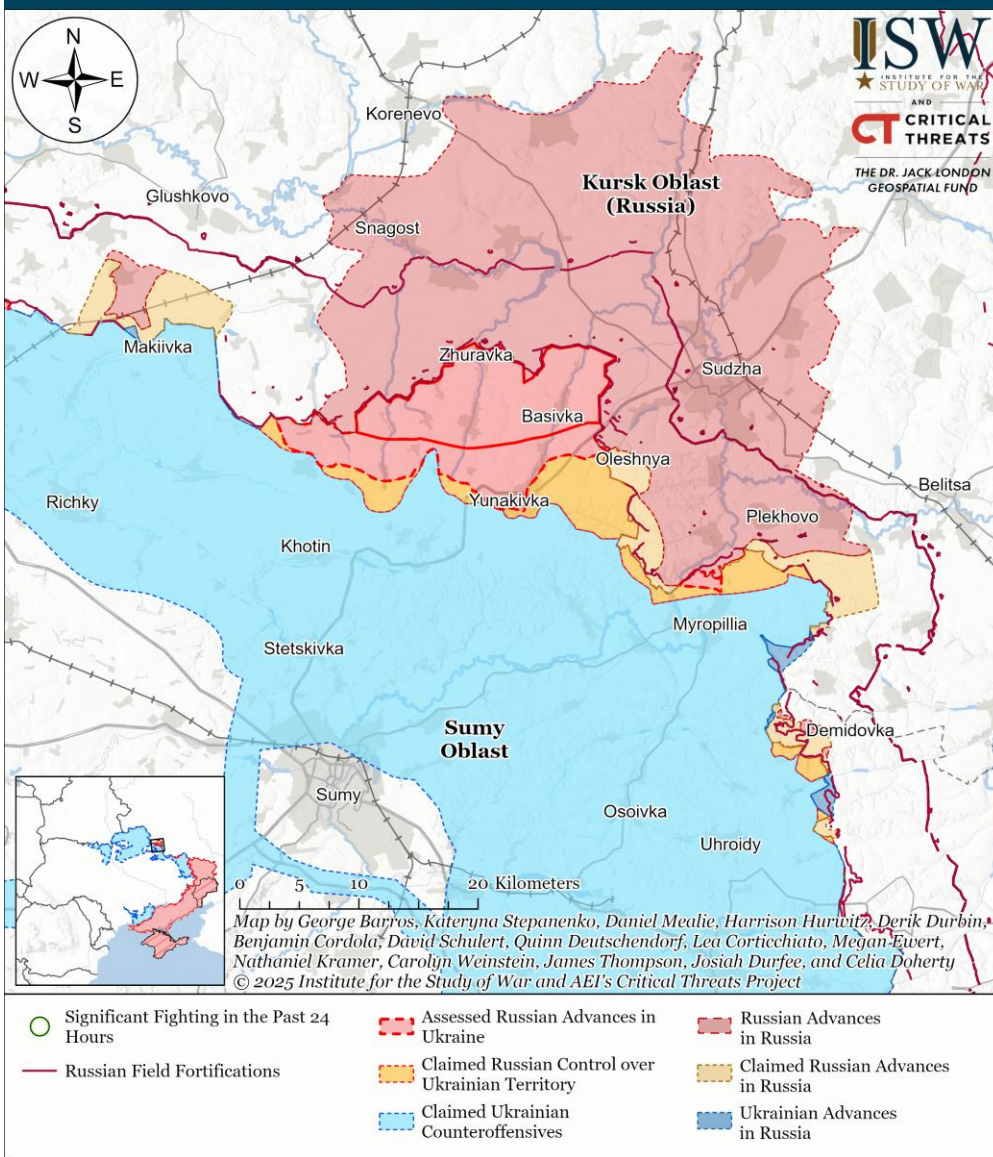 N
W E
S
ISW
INSTITUTE FOR THE
STUDY OF WAR
AND
CT CRITICAL
THREATS
THE DR. JACK LONDON
GEOSPATIAL FUND
Korenevo
Kursk Oblast
(Russia)
Glushkovo
Snagost
Makiivka
Zhuravka
Sudzha
Basivka
Oleshnya
Belitsa
Richky
Yunakivka
Plekhovo
Khotin
Myropillia
Stetskivka
Sumy
Oblast
Demidovka
Sumy
Osoivka
Uhroidy
0 5 10 20 Kilometers
Map by George Barros, Kateryna Stepanenko, Daniel Mealie, Harrison Hurwitz, Derik Durbin,
Benjamin Cordola, David Schulert, Quinn Deutschendorf, Lea Corticchiato, Megan Ewert,
Nathaniel Kramer, Carolyn Weinstein, James Thompson, Josiah Durfee, and Celia Doherty
© 2025 Institute for the Study of War and AEI's Critical Threats Project
Significant Fighting in the Past 24
Hours
Russian Field Fortifications
Assessed Russian Advances in
Ukraine
Claimed Russian Control over
Ukrainian Territory
Claimed Ukrainian
Counteroffensives
Russian Advances
in Russia
Claimed Russian Advances
in Russia
Ukrainian Advances
in Russia